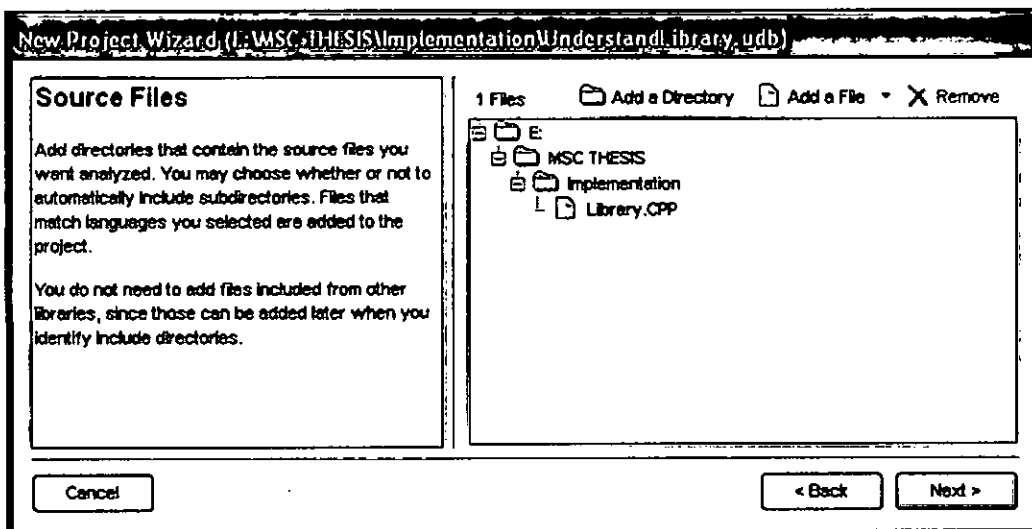 New Project Wizard (E:\MSC THESIS\Implementation\UnderstandLibrary.udb)
Source Files
Add directories that contain the source files you
want analyzed. You may choose whether or not to
automatically include subdirectories. Files that
match languages you selected are added to the
project.
You do not need to add files included from other
libraries, since those can be added later when you
identify include directories.
1 Files Add a Directory Add a File Remove
E:
MSC THESIS
Implementation
Library.CPP
Cancel
< Back Next >